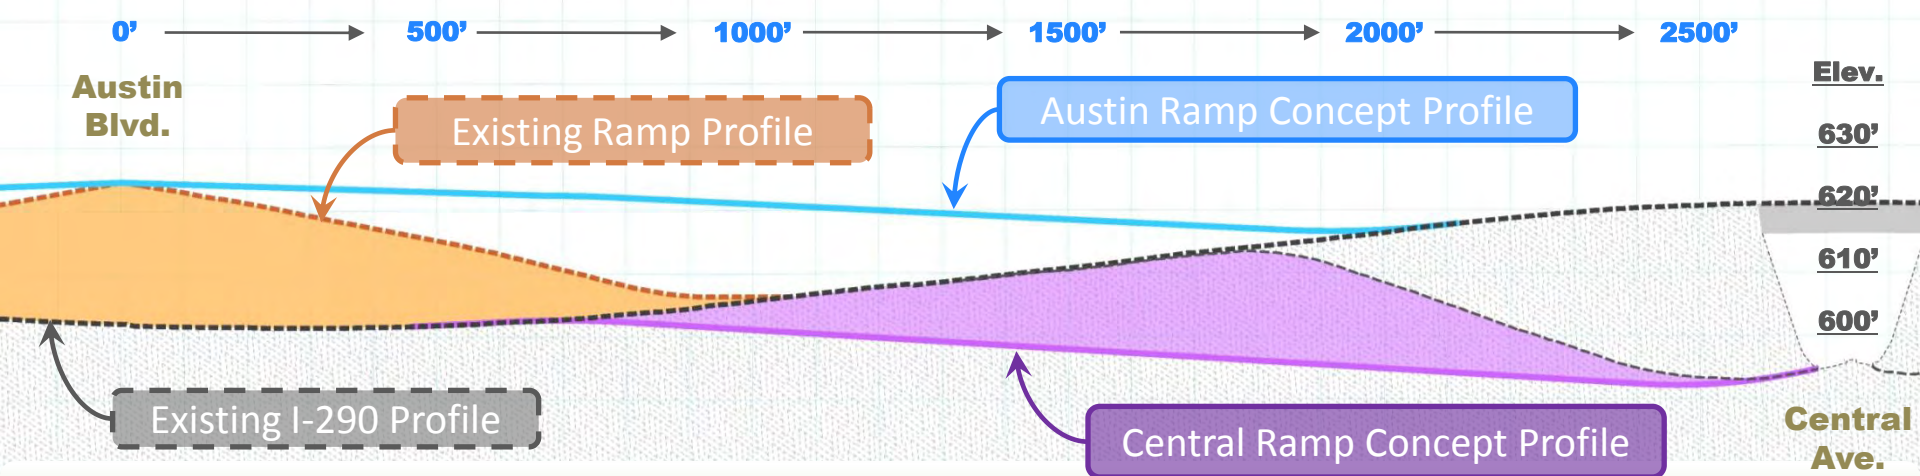 0’ 500’ 1000’ 1500’ 2000’ 2500’
Austin
Blvd.
Existing Ramp Profile
Austin Ramp Concept Profile
Elev.
630’
620’
610’
600’
Existing I-290 Profile
Central Ramp Concept Profile
Central
Ave.